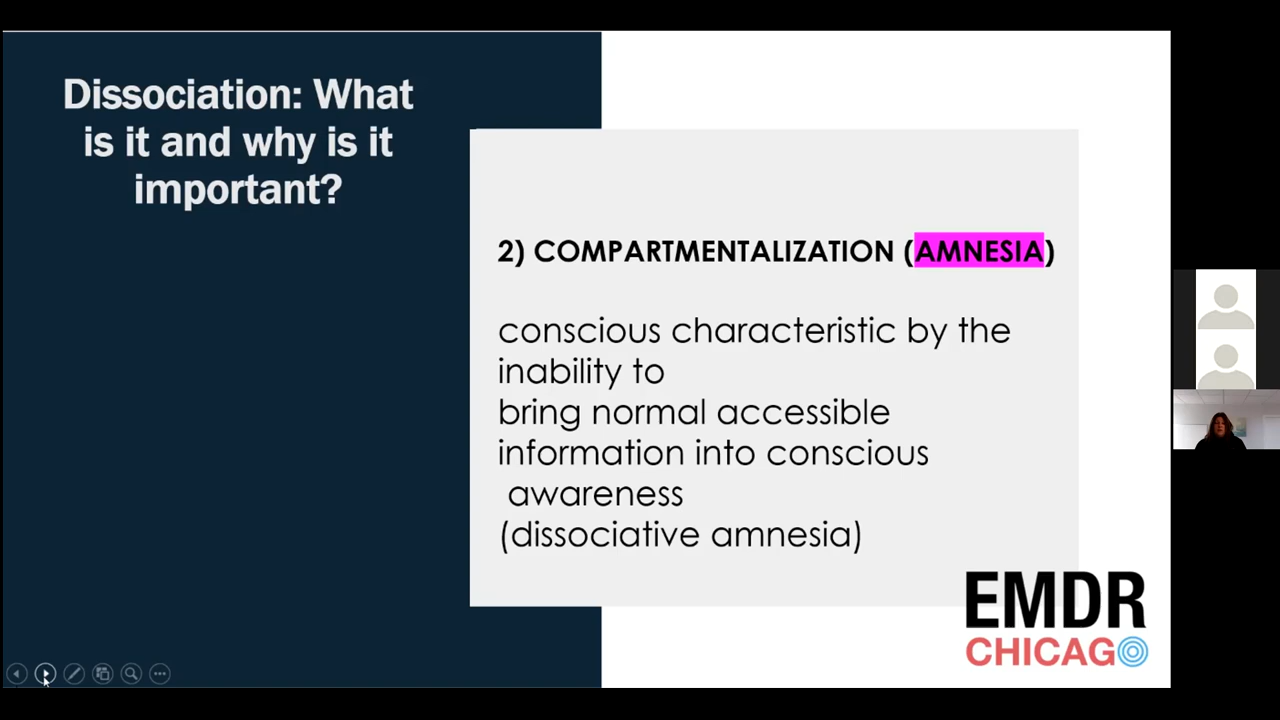 Dissociation: What
is it and why is it
important?
2) COMPARTMENTALIZATION (AMNESIA)
conscious characteristic by the
inability to
bring normal accessible
information into conscious
awareness
(dissociative amnesia)
EMDR
CHICAGO